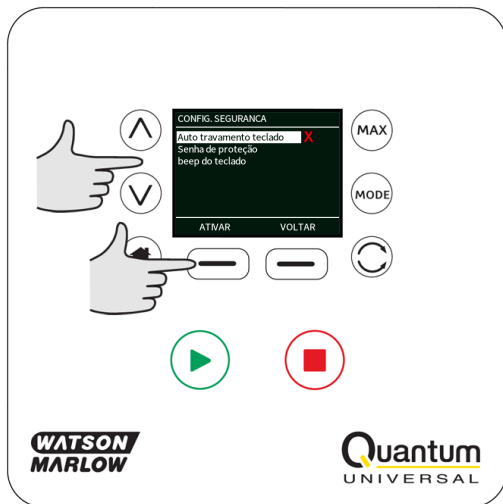 CONFIG. SEGURANCA
MAX
Auto travamento teclado X
Senha de proteção
beep do teclado
MODE
ATIVAR VOLTAR
WATSON
MARLOW
Quantum
UNIVERSAL